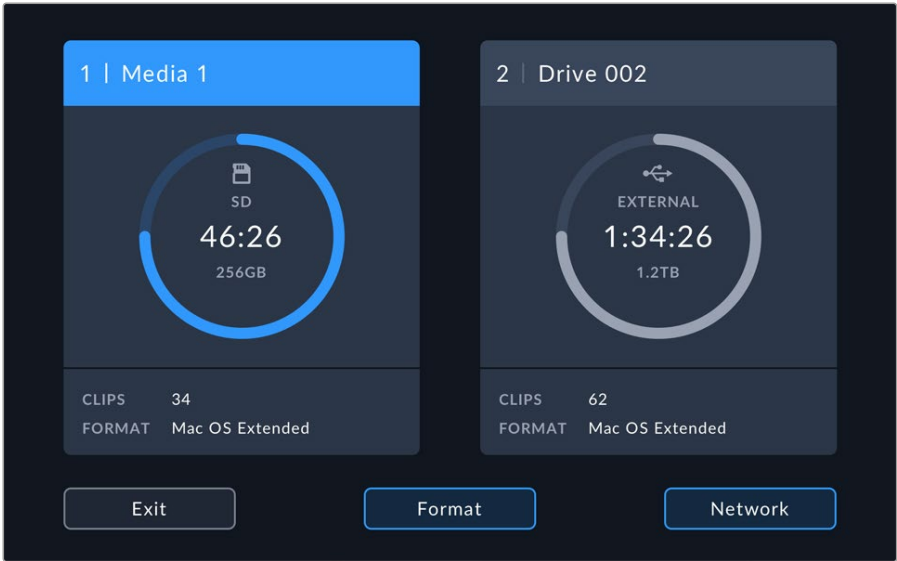 1 | Media 1
SD
46:26
256GB
CLIPS 34
FORMAT Mac OS Extended
2 | Drive 002
EXTERNAL
1:34:26
1.2TB
CLIPS 62
FORMAT Mac OS Extended
Exit
Format
Network